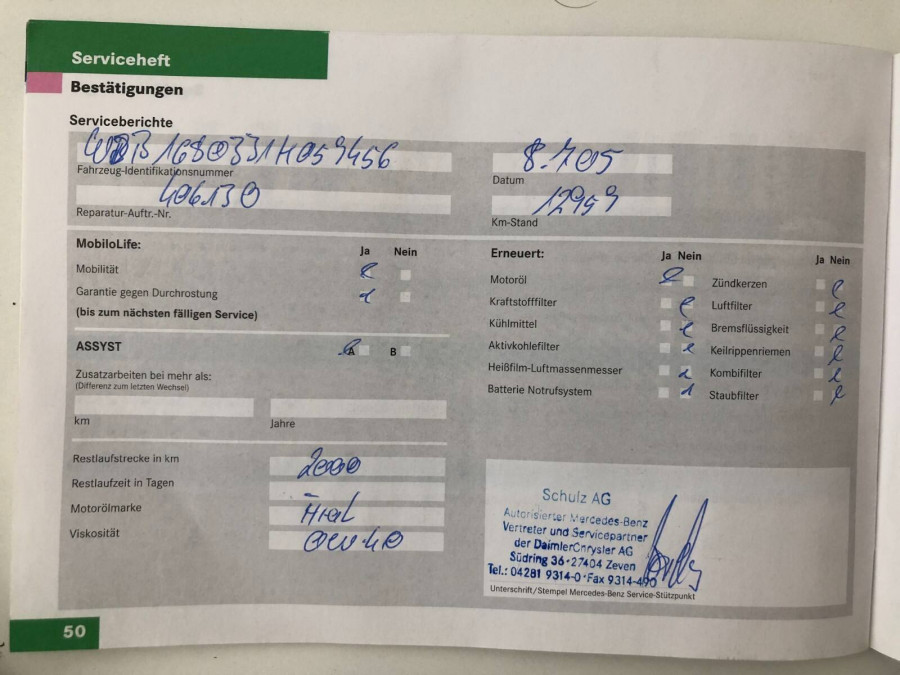 Serviceheft
Bestätigungen
Serviceberichte
WDB1680331H059456
Fahrzeug-Identifikationsnummer
8.7.05
Datum
406130
Reparatur-Auftr.-Nr.
12959
Km-Stand
MobiloLife: Ja Nein
Mobilität
Garantie gegen Durchrostung
(bis zum nächsten fälligen Service)
ASSYST A B
Zusatzarbeiten bei mehr als:
(Differenz zum letzten Wechsel)
km Jahre
Restlaufstrecke in km 2000
Restlaufzeit in Tagen -
Motorölmarke
Viskosität 0W-40
Erneuert: Ja Nein Ja Nein
Motoröl Zündkerzen
Kraftstofffilter Luftfilter
Kühlmittel Bremsflüssigkeit
Aktivkohlefilter Keilrippenriemen
Heißfilm-Luftmassenmesser Kombifilter
Batterie Notrufsystem Staubfilter
Schulz AG
Autorisierter Mercedes-Benz
Vertreter und Servicepartner
der DaimlerChrysler AG
Südring 36·27404 Zeven
Tel.: 04281 9314-0·Fax 9314-490
Unterschrift/Stempel Mercedes-Benz Service-Stützpunkt
50